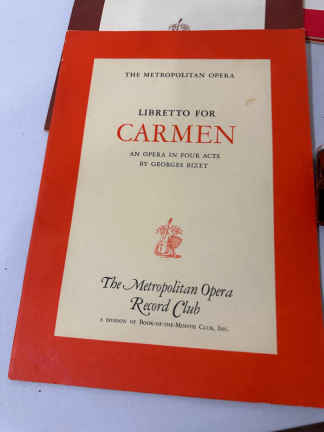 THE METROPOLITAN OPERA
LIBRETTO FOR
CARMEN
AN OPERA IN FOUR ACTS
BY GEORGES BIZET
The Metropolitan Opera
Record Club
A DIVISION OF BOOK-OF-THE-MONTH CLUB, INC.